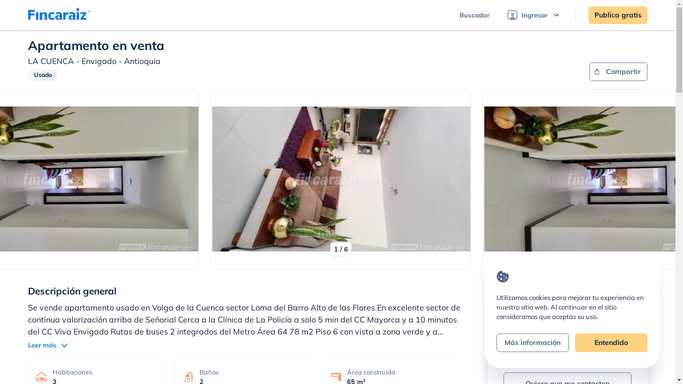 Fincaraiz
Buscador
Ingresar
Publica gratis
Apartamento en venta
LA CUENCA - Envigado - Antioquia
Usado
Compartir
fincaraiz
fincaraiz
fincaraiz
fincaraiz
1 / 6
Descripción general
Se vende apartamento usado en Volga de la Cuenca sector Loma del Barro Alto de las Flores En excelente sector de
continua valorización arriba de Señorial Cerca a la Clínica de La Policia a solo 5 min del CC Mayorca y a 10 minutos
del CC Viva Envigado Rutas de buses 2 integrados del Metro Área 64 78 m2 Piso 6 con vista a zona verde y a...
Leer más
Habitaciones
3
Baños
2
Área construida
65 m²
Utilizamos cookies para mejorar tu experiencia en
nuestro sitio web. Al continuar en el sitio
consideramos que aceptas su uso.
Más información
Entendido
Quiero que me contacten